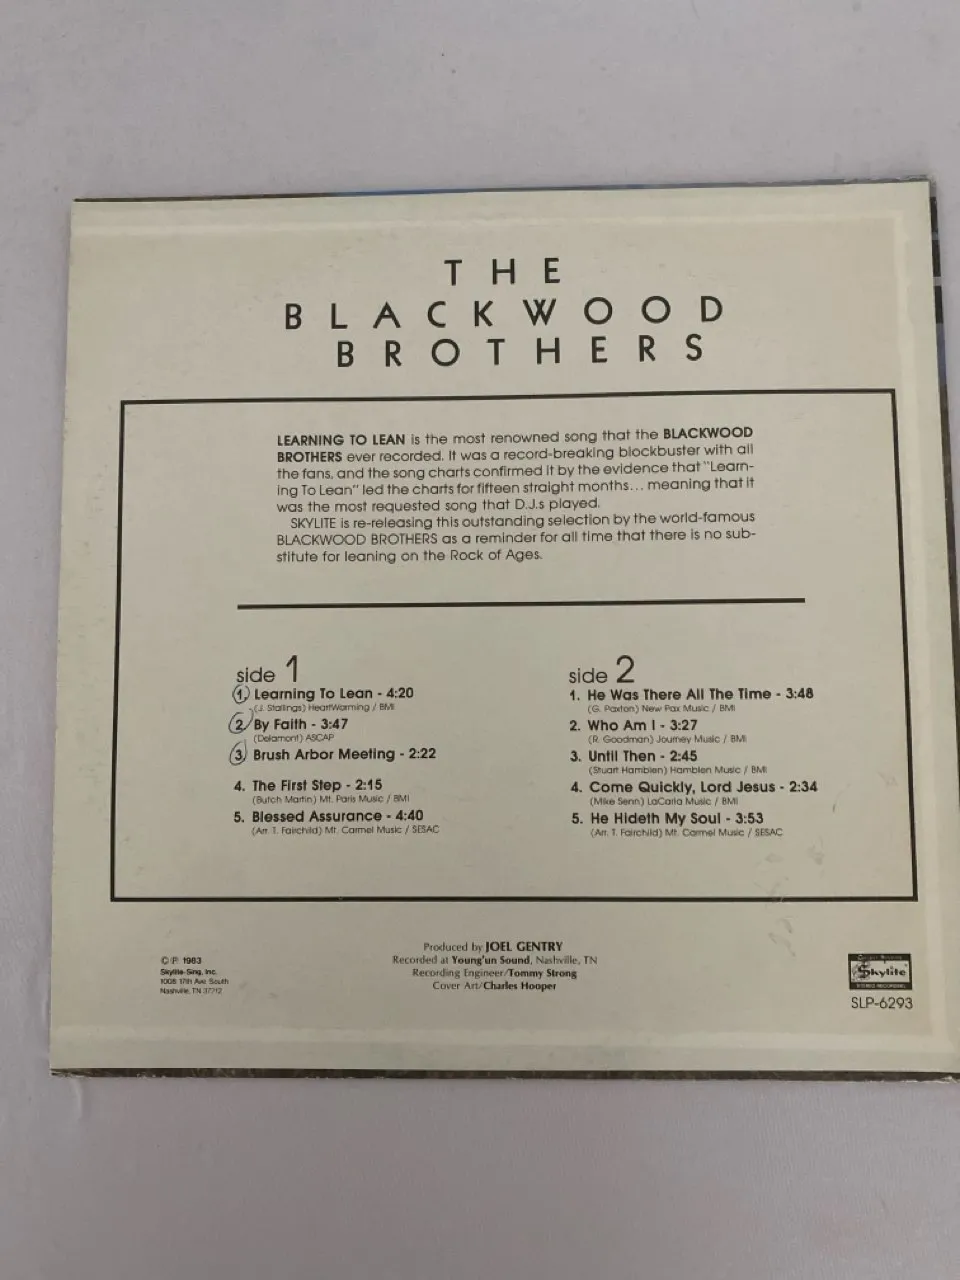 THE
BLACKWOOD
BROTHERS
LEARNING TO LEAN is the most renowned song that the BLACKWOOD
BROTHERS ever recorded. It was a record-breaking blockbuster with all
the fans, and the song charts confirmed it by the evidence that "Learn-
ing To Lean" led the charts for fifteen straight months... meaning that it
was the most requested song that D.J.s played.
SKYLITE is re-releasing this outstanding selection by the world-famous
BLACKWOOD BROTHERS as a reminder for all time that there is no sub-
stitute for leaning on the Rock of Ages.
side 1
1. Learning To Lean - 4:20
(J. Stallings) HeartWarming / BMI
2. By Faith - 3:47
(Delamont) ASCAP
3. Brush Arbor Meeting - 2:22
4. The First Step - 2:15
(Butch Martin) Mt. Paris Music / BMI
5. Blessed Assurance - 4:40
(Arr. T. Fairchild) Mt. Carmel Music / SESAC
side 2
1. He Was There All The Time - 3:48
(G. Paxton) New Pax Music / BMI
2. Who Am I - 3:27
(R. Goodman) Journey Music / BMI
3. Until Then - 2:45
(Stuart Hamblen) Hamblen Music / BMI
4. Come Quickly, Lord Jesus - 2:34
(Mike Senn) LaCaria Music / BMI
5. He Hideth My Soul - 3:53
(Arr. T. Fairchild) Mt. Carmel Music / SESAC
© ℗ 1983
Skylite-Sing, Inc.
1008 17th Ave. South
Nashville, TN 37212
Produced by JOEL GENTRY
Recorded at Young'un Sound, Nashville, TN
Recording Engineer/Tommy Strong
Cover Art/Charles Hooper
Skylite
STEREO RECORDING
SLP-6293